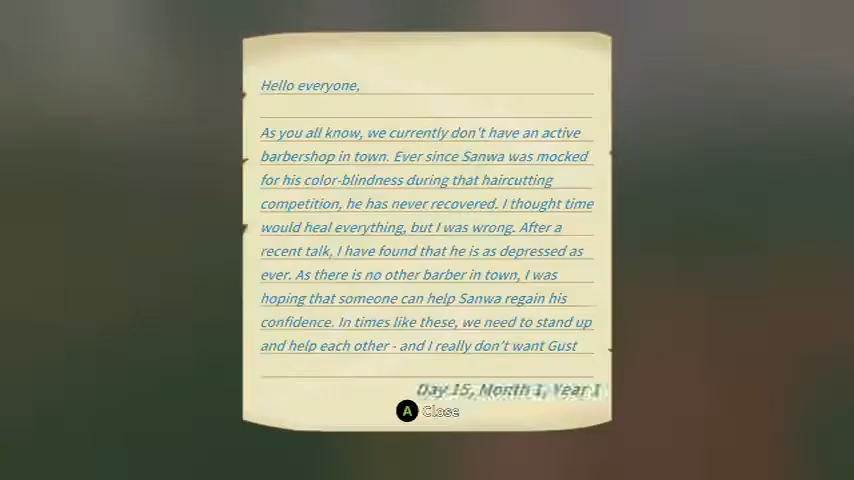 Hello everyone,
As you all know, we currently don't have an active
barbershop in town. Ever since Sanwa was mocked
for his color-blindness during that haircutting
competition, he has never recovered. I thought time
would heal everything, but I was wrong. After a
recent talk, I have found that he is as depressed as
ever. As there is no other barber in town, I was
hoping that someone can help Sanwa regain his
confidence. In times like these, we need to stand up
and help each other - and I really don't want Gust
Day 15, Month 1, Year 1
A Close